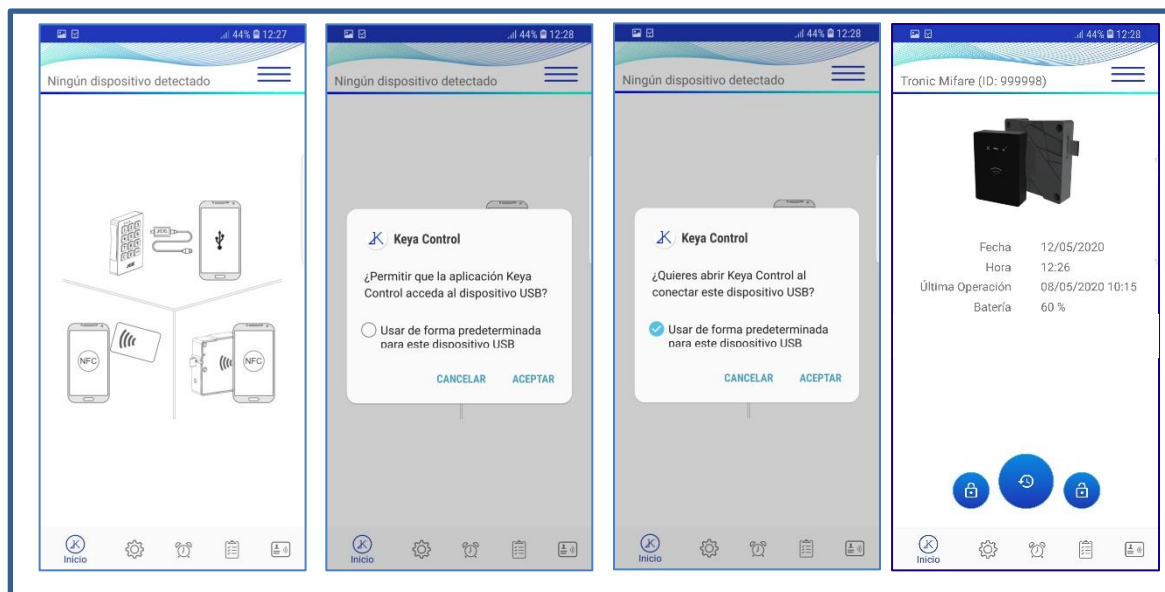 44% 12:27
Ningún dispositivo detectado
NFC
NFC
Inicio
44% 12:28
Ningún dispositivo detectado
Keya Control
¿Permitir que la aplicación Keya
Control acceda al dispositivo USB?
Usar de forma predeterminada
para este dispositivo USB
CANCELAR ACEPTAR
Inicio
44% 12:28
Ningún dispositivo detectado
Keya Control
¿Quieres abrir Keya Control al
conectar este dispositivo USB?
Usar de forma predeterminada
para este dispositivo USB
CANCELAR ACEPTAR
Inicio
44% 12:28
Tronic Mifare (ID: 999998)
Fecha 12/05/2020
Hora 12:26
Última Operación 08/05/2020 10:15
Batería 60 %
Inicio